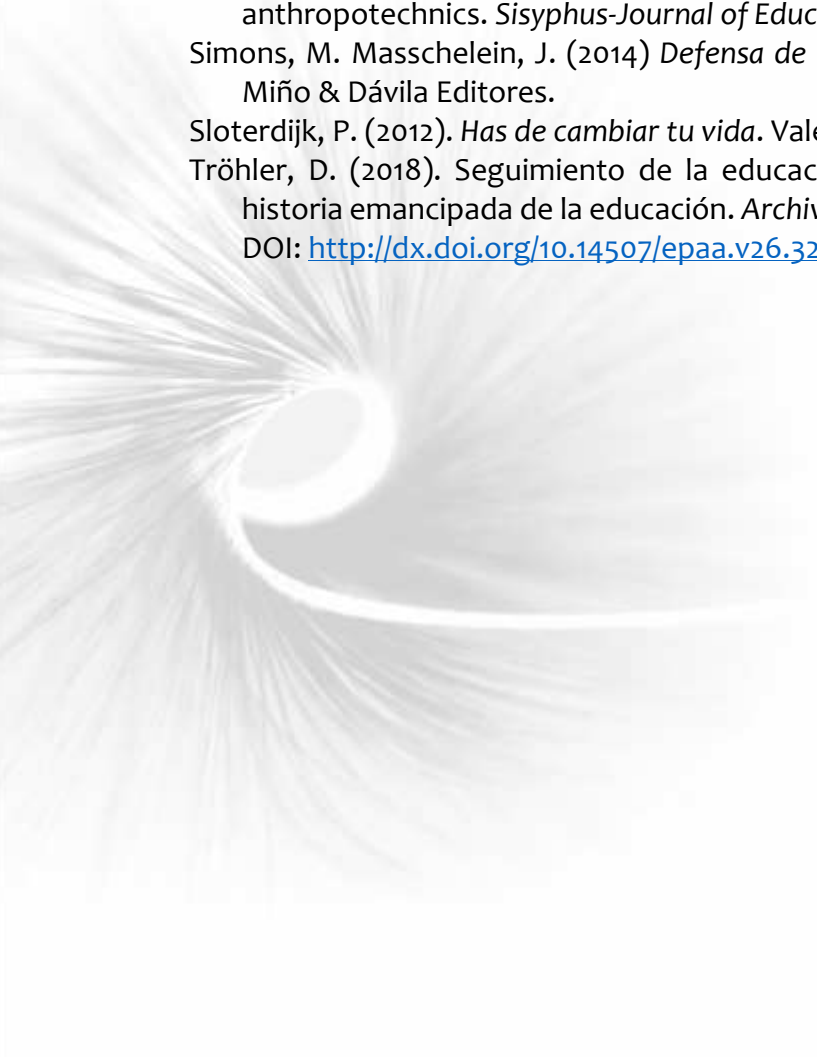 anthropotechnics. Sisyphus-Journal of Educ
Simons, M. Masschelein, J. (2014) Defensa de
Miño & Dávila Editores.
Sloterdijk, P. (2012). Has de cambiar tu vida. Vale
Tröhler, D. (2018). Seguimiento de la educac
historia emancipada de la educación. Archiv
DOI: http://dx.doi.org/10.14507/epaa.v26.32